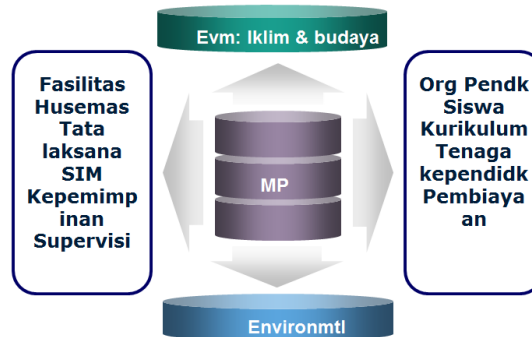 Evm: Iklim & budaya
Fasilitas
Husemas
Tata
laksana
SIM
Kepemimp
inan
Supervisi
MP
Org Pendk
Siswa
Kurikulum
Tenaga
kependidk
Pembiaya
an
Environmtl